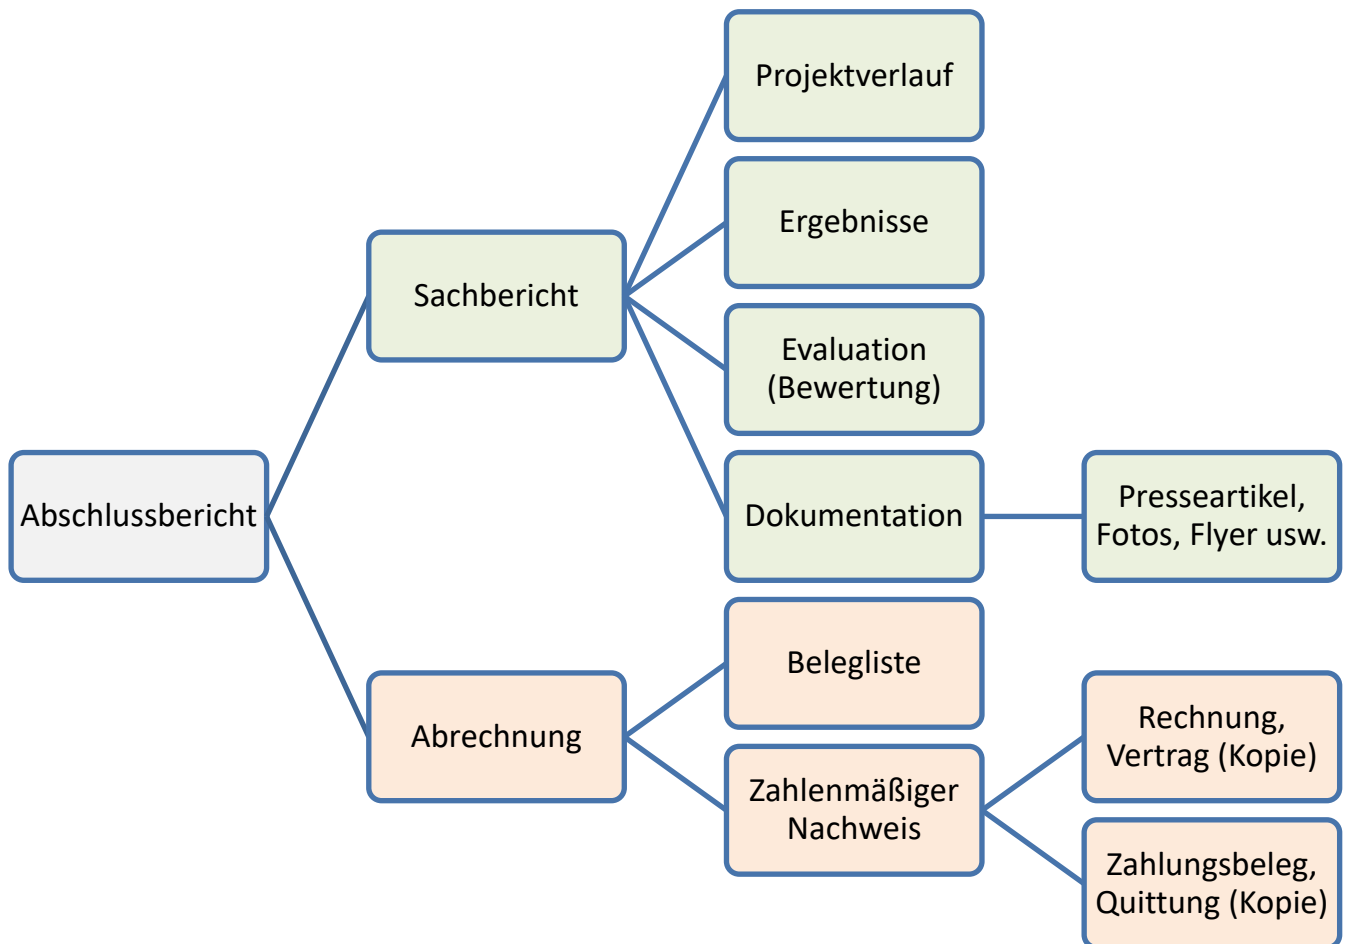 Projektverlauf
Ergebnisse
Sachbericht
Evaluation
(Bewertung)
Abschlussbericht
Dokumentation
Presseartikel,
Fotos, Flyer usw.
Belegliste
Abrechnung
Rechnung,
Vertrag (Kopie)
Zahlenmäßiger
Nachweis
Zahlungsbeleg,
Quittung (Kopie)